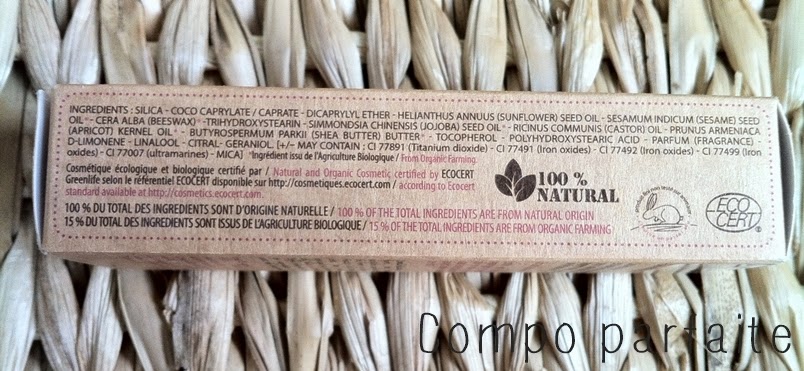 INGREDIENTS : SILICA - COCO CAPRYLATE / CAPRATE - DICAPRYLYL ETHER - HELIANTHUS ANNUUS (SUNFLOWER) SEED OIL - SESAMUM INDICUM (SESAME) SEED
OIL* - CERA ALBA (BEESWAX)* - TRIHYDROXYSTEARIN - SIMMONDSIA CHINENSIS (JOJOBA) SEED OIL* - RICINUS COMMUNIS (CASTOR) OIL - PRUNUS ARMENIACA
(APRICOT) KERNEL OIL* - BUTYROSPERMUM PARKII (SHEA BUTTER) BUTTER* - TOCOPHEROL - POLYHYDROXYSTEARIC ACID - PARFUM (FRAGRANCE) -
D-LIMONENE - LINALOOL - CITRAL- GERANIOL [+/- MAY CONTAIN : CI 77891 (Titanium dioxide) - CI 77491 (Iron oxides) - CI 77492 (Iron oxides) - CI 77499 (Iron
oxides) - CI 77007 (ultramarines) - MICA] *Ingrédient issu de l'Agriculture Biologique / From Organic Farming.
Cosmétique écologique et biologique certifié par / Natural and Organic Cosmetic certified by ECOCERT
Greenlife selon le référentiel ECOCERT disponible sur http://cosmetiques.ecocert.com / according to Ecocert
standard available at http://cosmetics.ecocert.com.
100 % DU TOTAL DES INGREDIENTS SONT D'ORIGINE NATURELLE / 100 % OF THE TOTAL INGREDIENTS ARE FROM NATURAL ORIGIN
15 % DU TOTAL DES INGREDIENTS SONT ISSUS DE L'AGRICULTURE BIOLOGIQUE / 15 % OF THE TOTAL INGREDIENTS ARE FROM ORGANIC FARMING
100 %
NATURAL
ECO
CERT
Compo parfaite